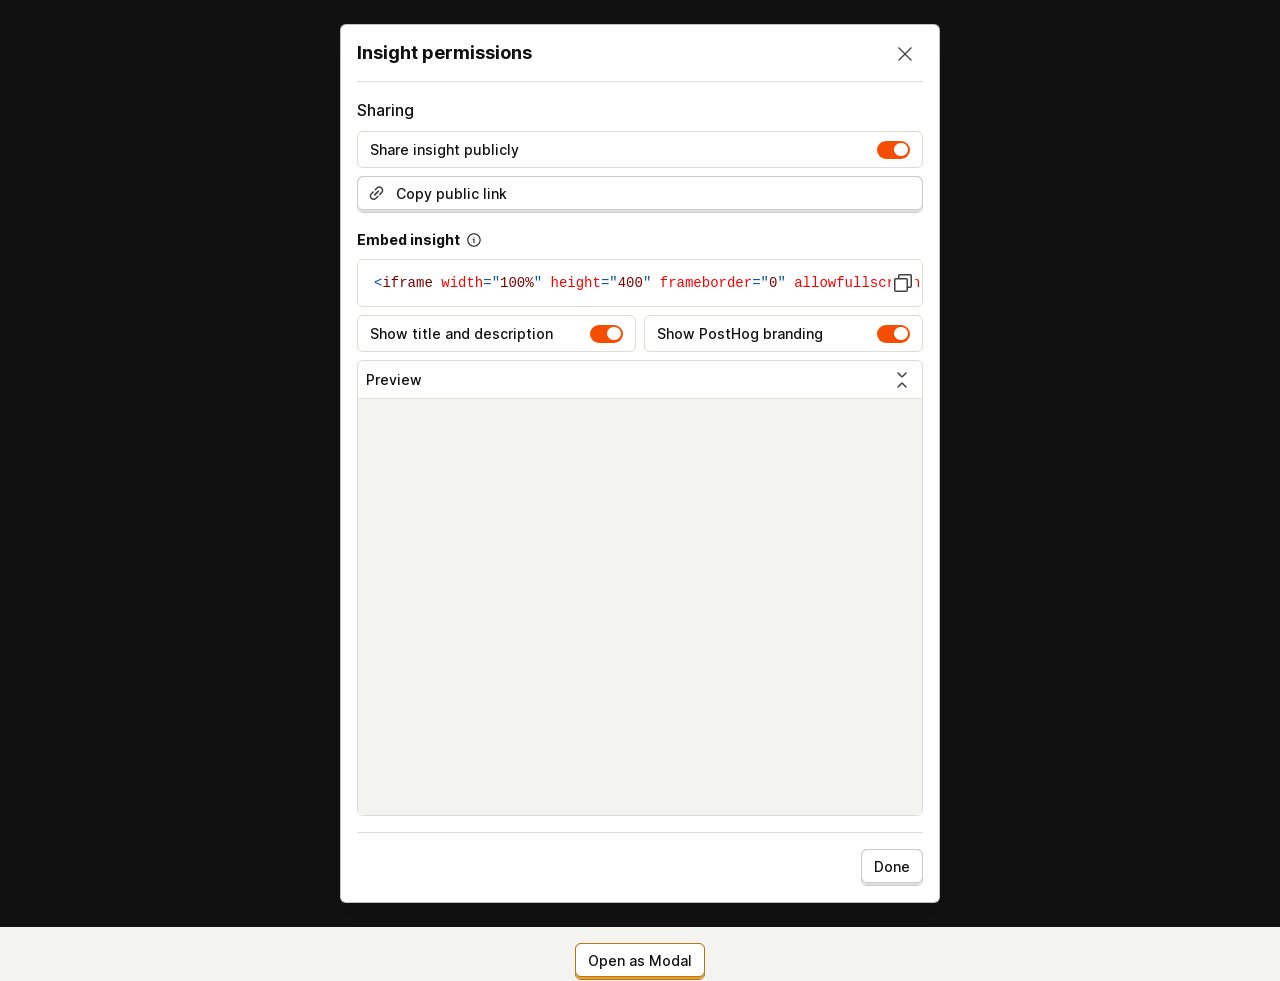 Insight permissions
Sharing
Share insight publicly
Copy public link
Embed insight
<iframe width="100%" height="400" frameborder="0" allowfullscr
Show title and description
Show PostHog branding
Preview
Done
Open as Modal